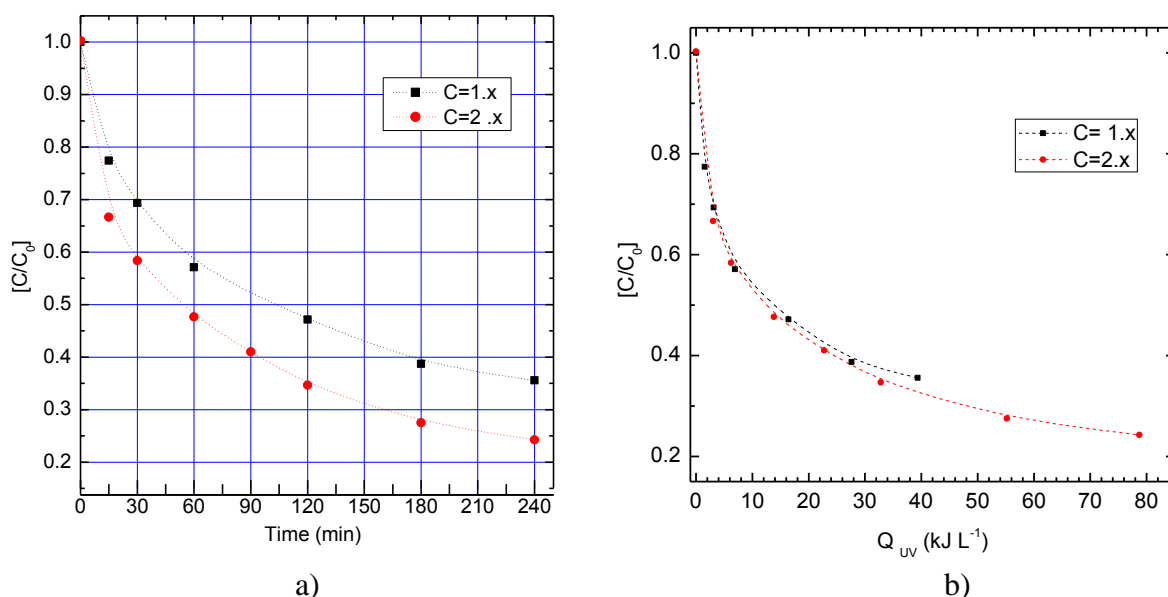 1.0
0.9
0.8
0.7
0.6
0.5
0.4
0.3
0.2
[C/C₀]
C=1.x
C=2 .x
0 30 60 90 120 150 180 210 240
Time (min)
a)
1.0
0.8
0.6
0.4
0.2
[C/C₀]
C= 1.x
C=2.x
0 10 20 30 40 50 60 70 80
Q UV (kJ L⁻¹)
b)